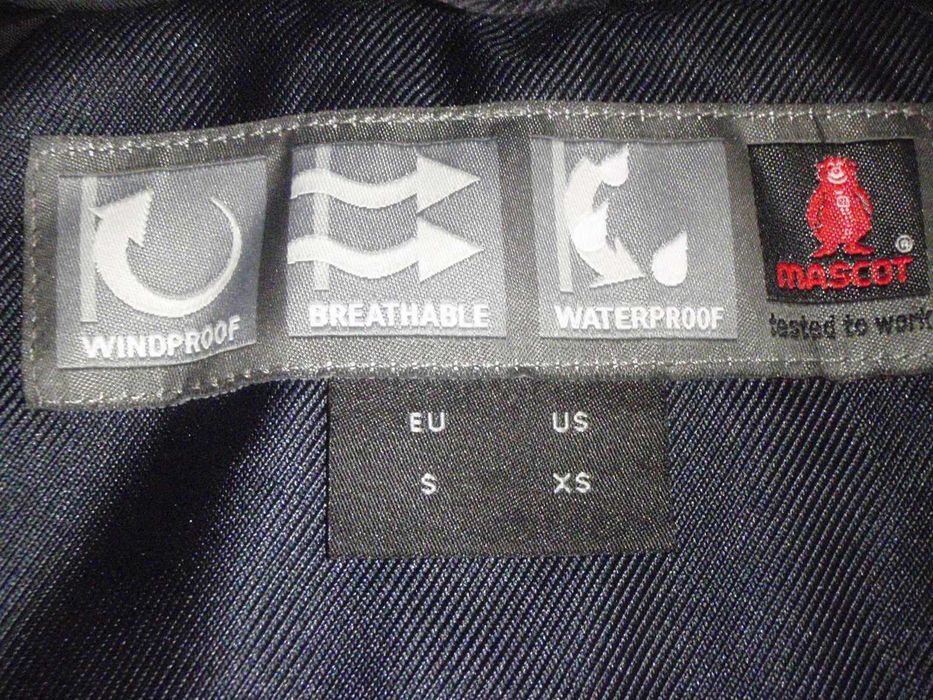 WINDPROOF
BREATHABLE
WATERPROOF
MASCOT ®
tested to work
EU US
S XS